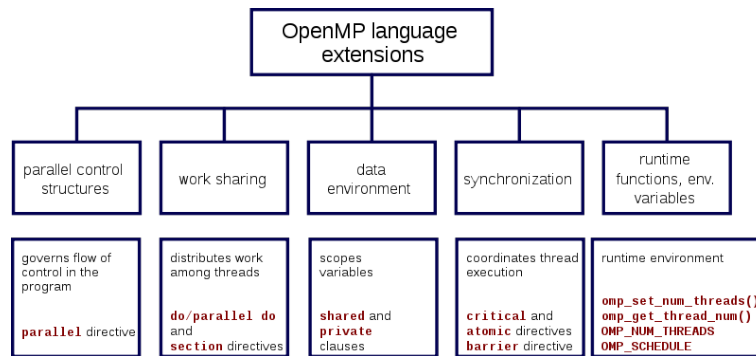 OpenMP language
extensions
parallel control
structures
work sharing
data
environment
synchronization
runtime
functions, env.
variables
governs flow of
control in the
program
parallel directive
distributes work
among threads
do/parallel do
and
section directives
scopes
variables
shared and
private
clauses
coordinates thread
execution
critical and
atomic directives
barrier directive
runtime environment
omp_set_num_threads()
omp_get_thread_num()
OMP_NUM_THREADS
OMP_SCHEDULE